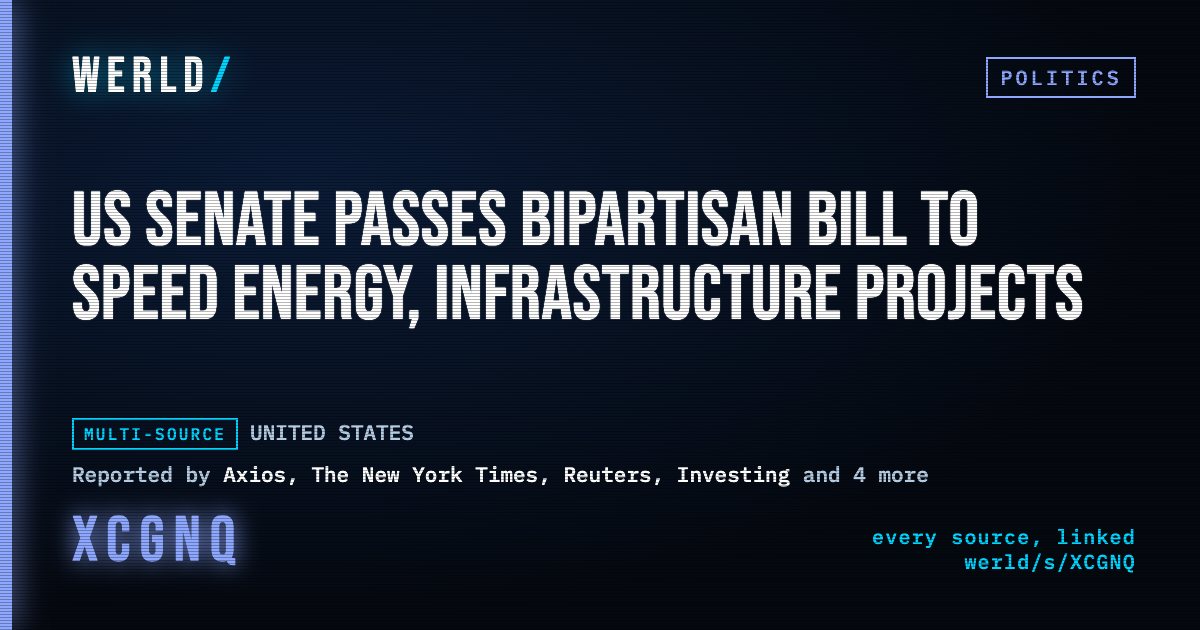 WERLD/
POLITICS
US SENATE PASSES BIPARTISAN BILL TO
SPEED ENERGY, INFRASTRUCTURE PROJECTS
MULTI-SOURCE UNITED STATES
Reported by Axios, The New York Times, Reuters, Investing and 4 more
XCGNQ
every source, linked
werld/s/XCGNQ